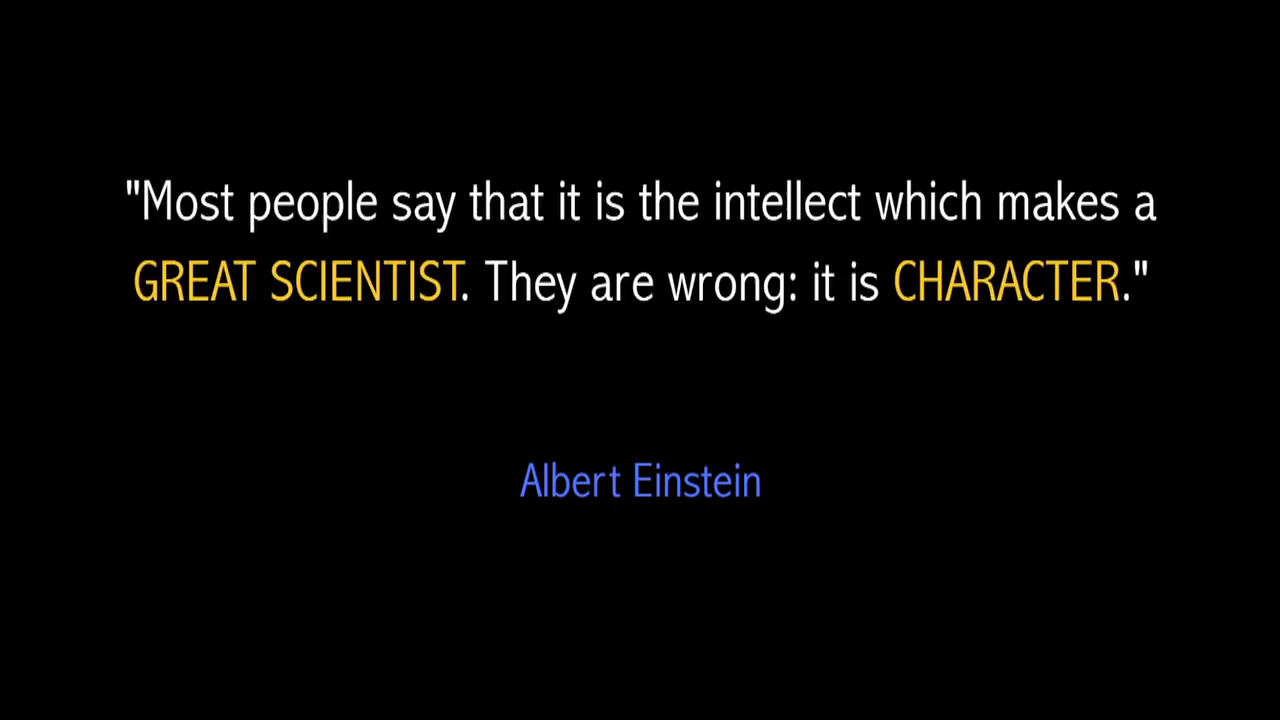 "Most people say that it is the intellect which makes a
GREAT SCIENTIST. They are wrong: it is CHARACTER."
Albert Einstein